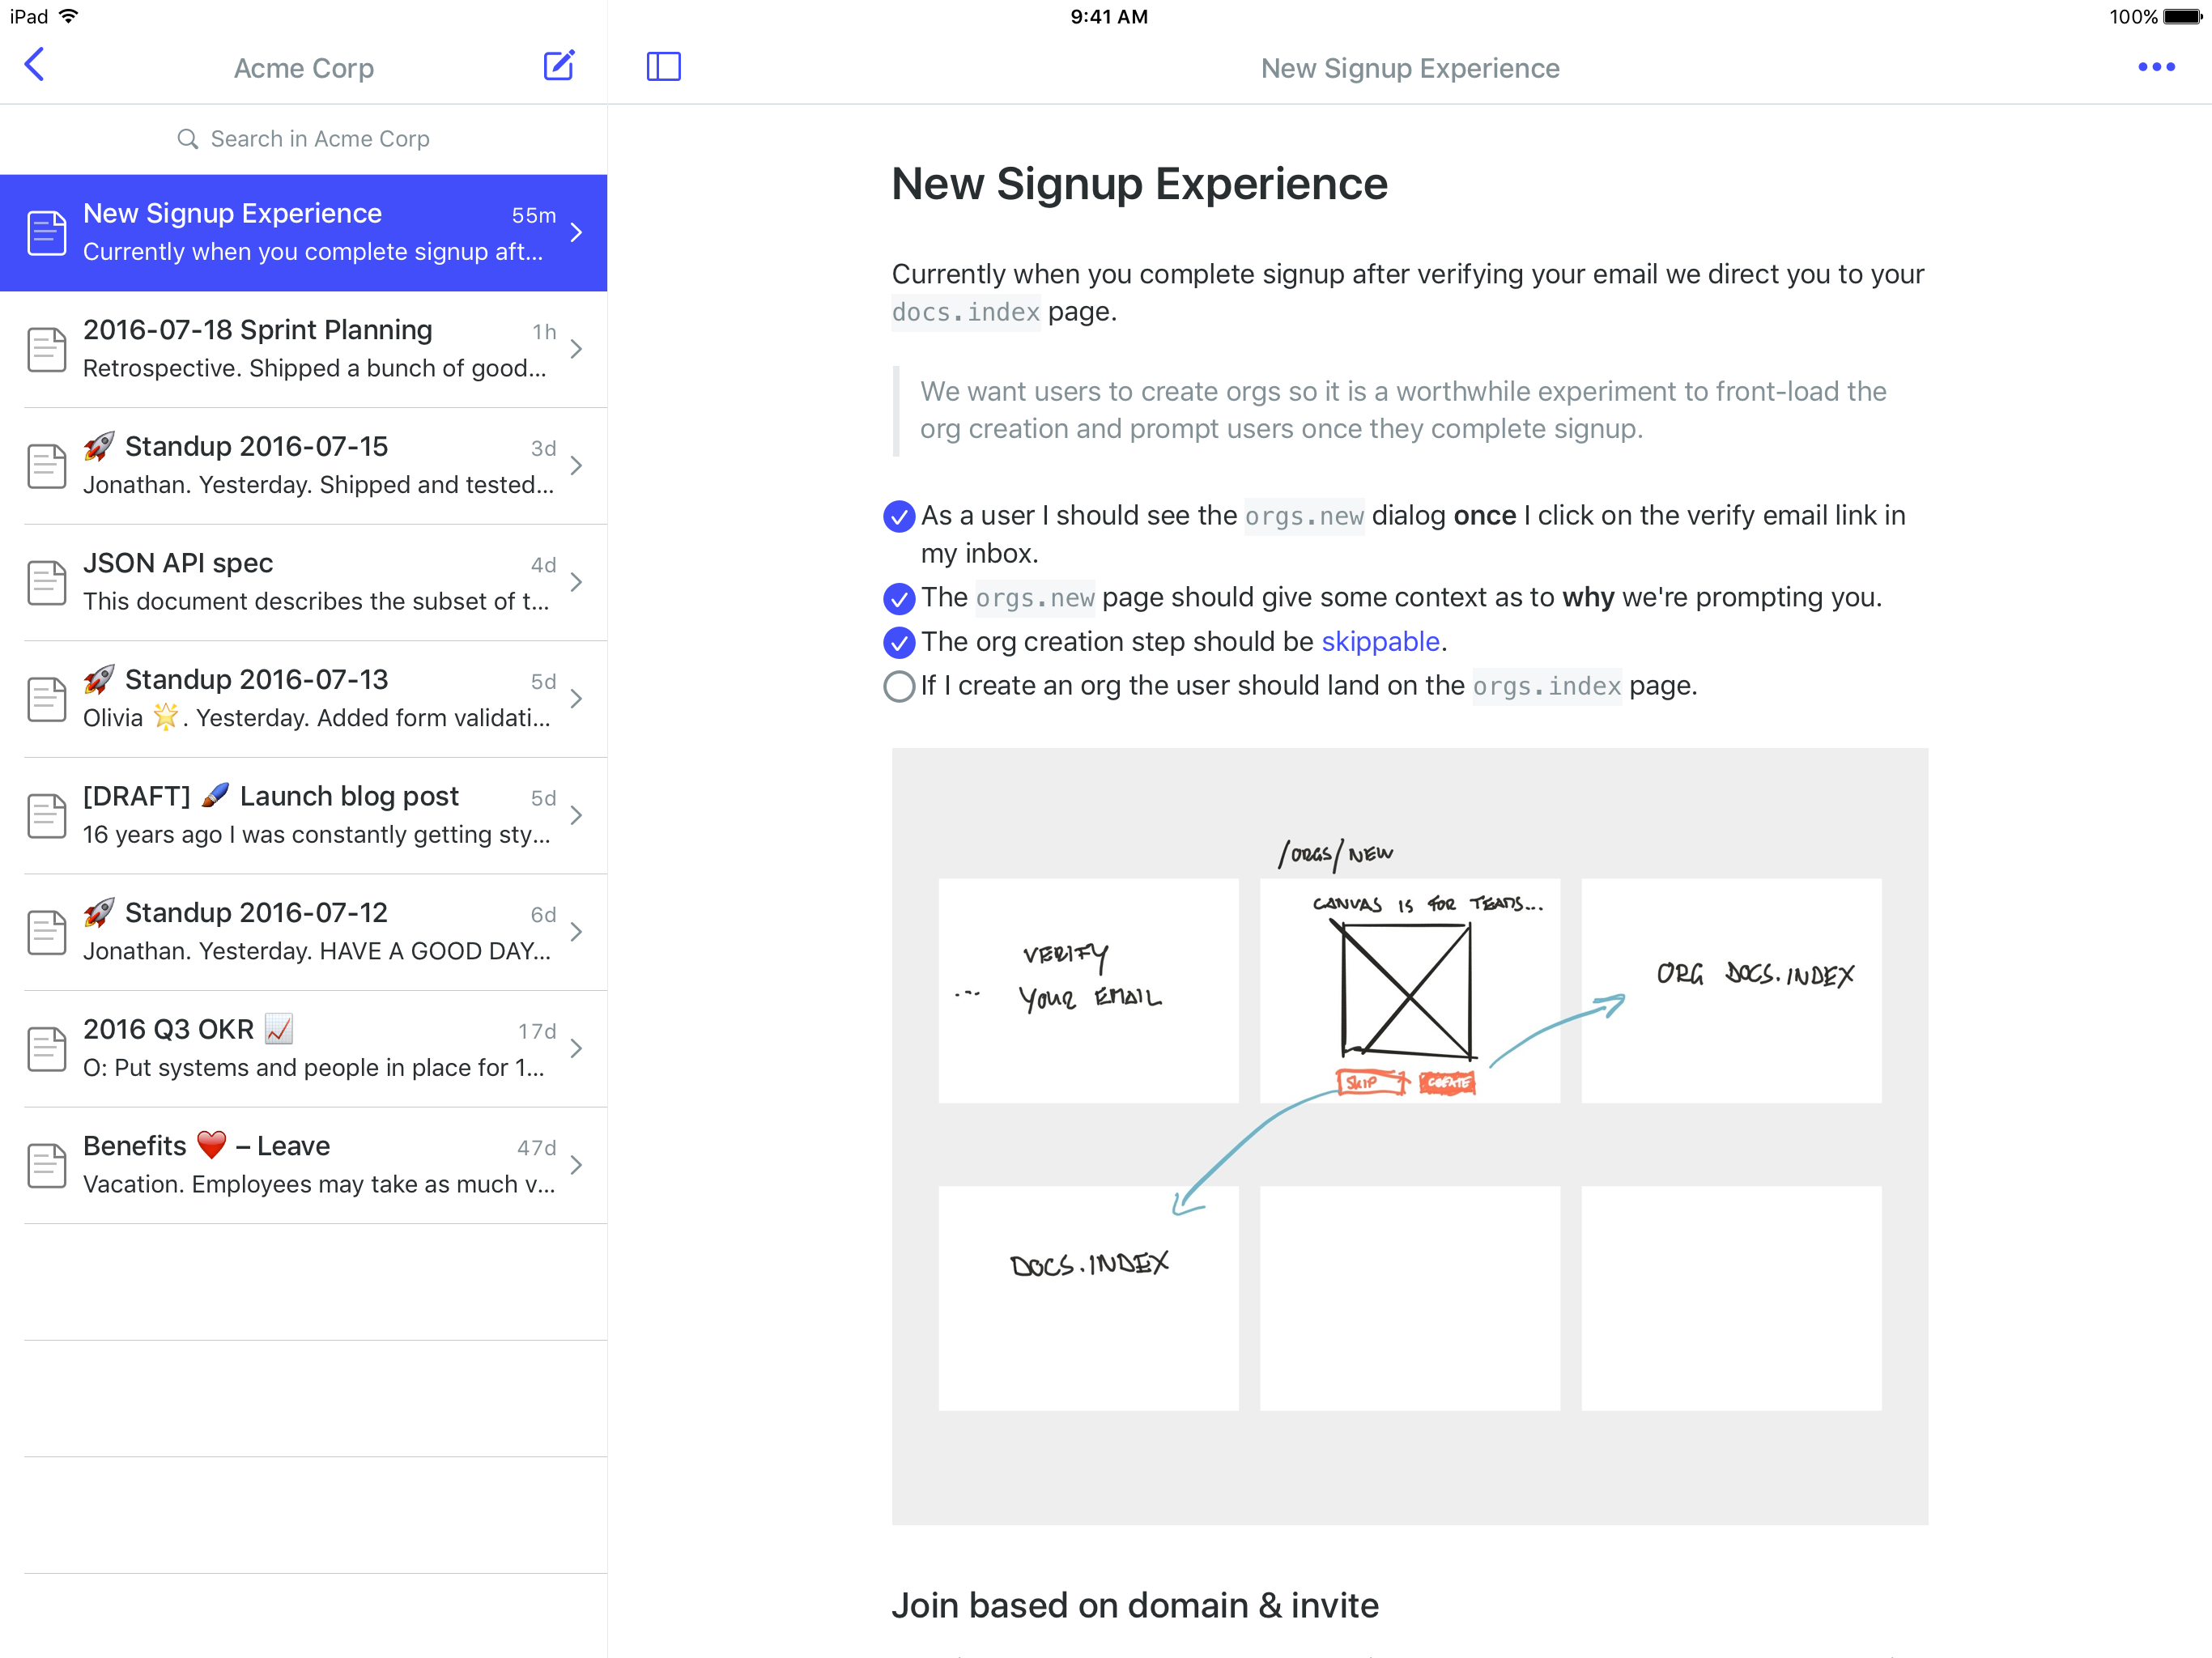 iPad
9:41 AM
100%
Acme Corp
Search in Acme Corp
New Signup Experience 55m
Currently when you complete signup aft...
2016-07-18 Sprint Planning 1h
Retrospective. Shipped a bunch of good...
🚀 Standup 2016-07-15 3d
Jonathan. Yesterday. Shipped and tested...
JSON API spec 4d
This document describes the subset of t...
🚀 Standup 2016-07-13 5d
Olivia 🌟. Yesterday. Added form validati...
[DRAFT] 🖌️ Launch blog post 5d
16 years ago I was constantly getting sty...
🚀 Standup 2016-07-12 6d
Jonathan. Yesterday. HAVE A GOOD DAY...
2016 Q3 OKR 📈 17d
O: Put systems and people in place for 1...
Benefits ❤️ – Leave 47d
Vacation. Employees may take as much v...
New Signup Experience
New Signup Experience
Currently when you complete signup after verifying your email we direct you to your
docs.index page.
We want users to create orgs so it is a worthwhile experiment to front-load the
org creation and prompt users once they complete signup.
As a user I should see the orgs.new dialog once I click on the verify email link in
my inbox.
The orgs.new page should give some context as to why we're prompting you.
The org creation step should be skippable.
If I create an org the user should land on the orgs.index page.
/ORGS/NEW
VERIFY
... YOUR EMAIL
CANVAS IS FOR TEAMS...
SKIP CREATE
ORG DOCS.INDEX
DOCS.INDEX
Join based on domain & invite